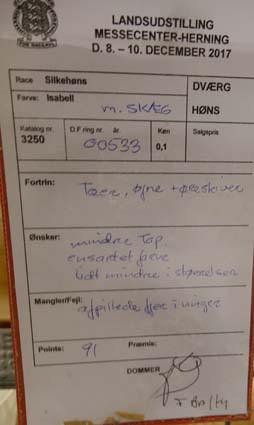 LANDSUDSTILLING
MESSECENTER-HERNING
D. 8. – 10. DECEMBER 2017
Race Silkehøns
DVÆRG
Farve: Isabell
m. SKÆG
HØNS
Katalog nr. D.F.ring nr. år Køn Salgspris
3250 GO533 0,1
Fortrin:
Tæer, øjne + øreskiver
Ønsker:
mindre Top,
ensartet farve
lidt mindre i størrelsen
Mangler/Fejl:
afpillede fjer i vinger
Points: 91 Præmie:
DOMMER